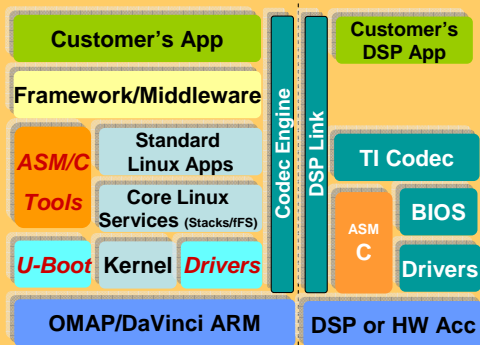 Customer's App
Framework/Middleware
ASM/C
Tools
Standard
Linux Apps
Core Linux
Services (Stacks/fFS)
U-Boot
Kernel
Drivers
OMAP/DaVinci ARM
Codec Engine
DSP Link
Customer's
DSP App
TI Codec
ASM
C
BIOS
Drivers
DSP or HW Acc